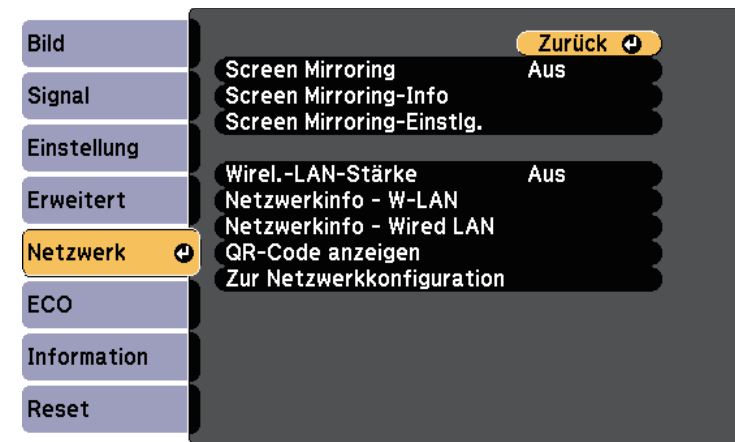 Bild
Signal
Einstellung
Erweitert
Netzwerk
ECO
Information
Reset
Zurück
Screen Mirroring Aus
Screen Mirroring-Info
Screen Mirroring-Einstlg.
Wirel.-LAN-Stärke Aus
Netzwerkinfo - W-LAN
Netzwerkinfo - Wired LAN
QR-Code anzeigen
Zur Netzwerkkonfiguration